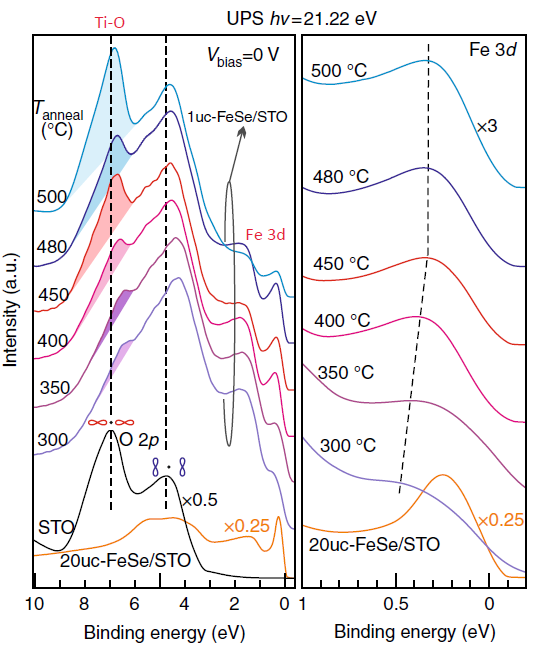 UPS hν=21.22 eV
Ti-O
V_bias=0 V
T_anneal
(°C)
1uc-FeSe/STO
Fe 3d
500
480
450
400
350
300
O 2p
×0.5
STO
×0.25
20uc-FeSe/STO
10 8 6 4 2 0
Binding energy (eV)
Intensity (a.u.)
Fe 3d
500 °C
×3
480 °C
450 °C
400 °C
350 °C
300 °C
×0.25
20uc-FeSe/STO
1 0.5 0
Binding energy (eV)